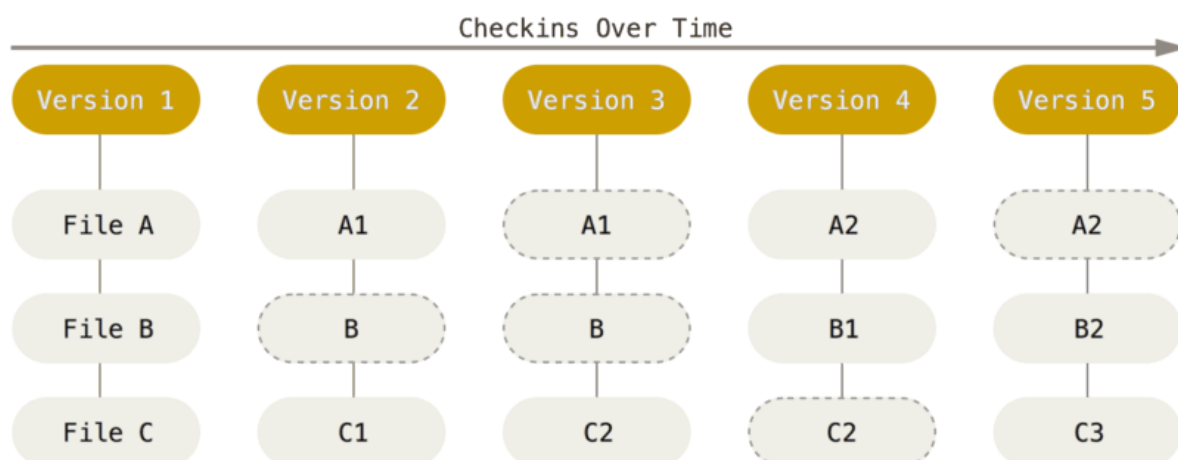 Checkins Over Time
Version 1 Version 2 Version 3 Version 4 Version 5
File A A1 A1 A2 A2
File B B B B1 B2
File C C1 C2 C2 C3